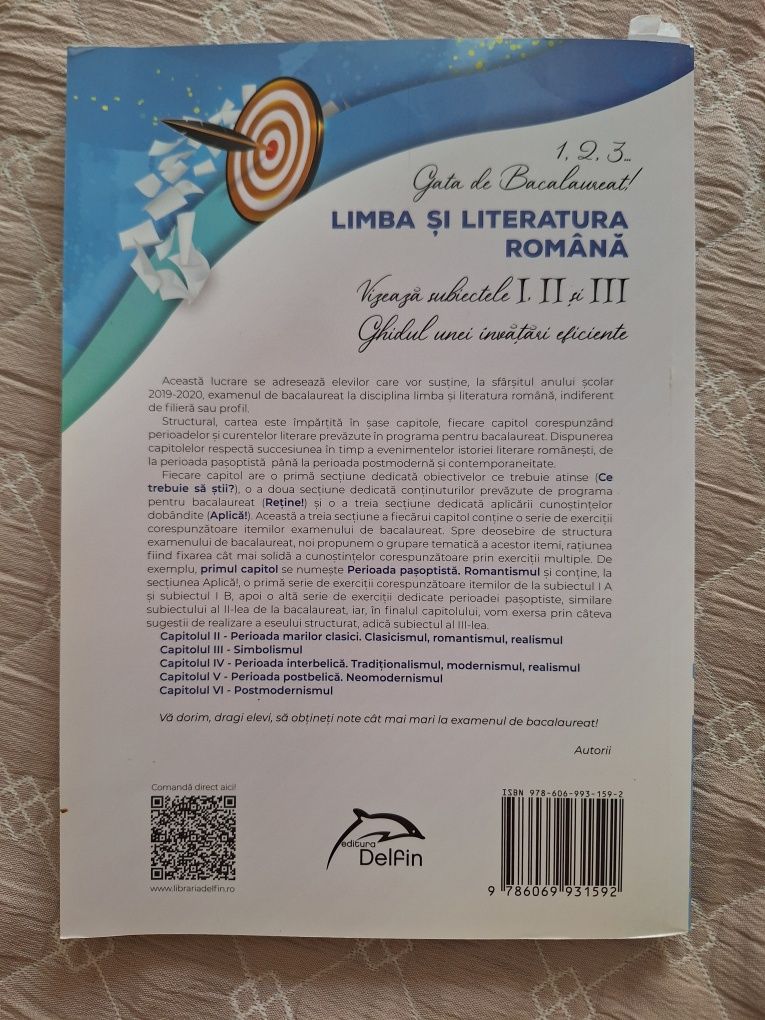 1, 2, 3...
Gata de Bacalaureat!
LIMBA ȘI LITERATURA
ROMÂNĂ
Vizează subiectele I, II și III
Ghidul unei învățări eficiente
Această lucrare se adresează elevilor care vor susține, la sfârșitul anului școlar
2019-2020, examenul de bacalaureat la disciplina limba și literatura română, indiferent
de filieră sau profil.
Structural, cartea este împărțită în șase capitole, fiecare capitol corespunzând
perioadelor și curentelor literare prevăzute în programa pentru bacalaureat. Dispunerea
capitolelor respectă succesiunea în timp a evenimentelor istoriei literare românești, de
la perioada pașoptistă până la perioada postmodernă și contemporaneitate.
Fiecare capitol are o primă secțiune dedicată obiectivelor ce trebuie atinse (Ce
trebuie să știi?), o a doua secțiune dedicată conținuturilor prevăzute de programa
pentru bacalaureat (Reține!) și o a treia secțiune dedicată aplicării cunoștințelor
dobândite (Aplică!). Această a treia secțiune a fiecărui capitol conține o serie de exerciții
corespunzătoare itemilor examenului de bacalaureat. Spre deosebire de structura
examenului de bacalaureat, noi propunem o grupare tematică a acestor itemi, rațiunea
fiind fixarea cât mai solidă a cunostințelor corespunzătoare prin exerciții multiple. De
exemplu, primul capitol se numește Perioada pașoptistă. Romantismul și conține, la
secțiunea Aplică!, o primă serie de exerciții corespunzătoare itemilor de la subiectul I A
și subiectul I B, apoi o altă serie de exerciții dedicate perioadei pașoptiste, similare
subiectului al II-lea de la bacalaureat, iar, în finalul capitolului, vom exersa prin câteva
sugestii de realizare a eseului structurat, adică subiectul al III-lea.
Capitolul II - Perioada marilor clasici. Clasicismul, romantismul, realismul
Capitolul III - Simbolismul
Capitolul IV - Perioada interbelică. Tradiționalismul, modernismul, realismul
Capitolul V - Perioada postbelică. Neomodernismul
Capitolul VI - Postmodernismul
Vă dorim, dragi elevi, să obțineți note cât mai mari la examenul de bacalaureat!
Autorii
Comandă direct aici!
www.librariadelfin.ro
editura
Delfin
ISBN 978-606-993-159-2
9 786069 931592